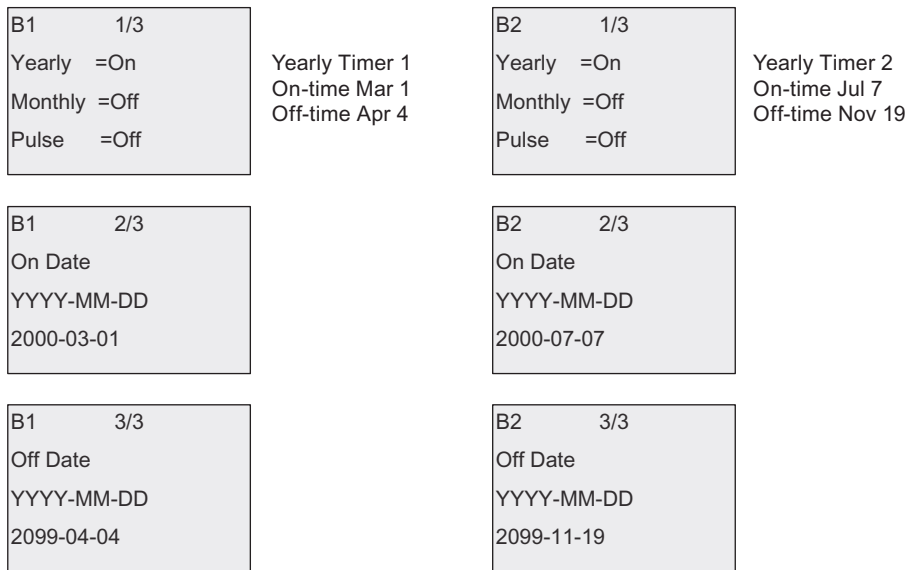 B1 1/3
Yearly =On
Monthly =Off
Pulse =Off
Yearly Timer 1
On-time Mar 1
Off-time Apr 4
B2 1/3
Yearly =On
Monthly =Off
Pulse =Off
Yearly Timer 2
On-time Jul 7
Off-time Nov 19
B1 2/3
On Date
YYYY-MM-DD
2000-03-01
B2 2/3
On Date
YYYY-MM-DD
2000-07-07
B1 3/3
Off Date
YYYY-MM-DD
2099-04-04
B2 3/3
Off Date
YYYY-MM-DD
2099-11-19